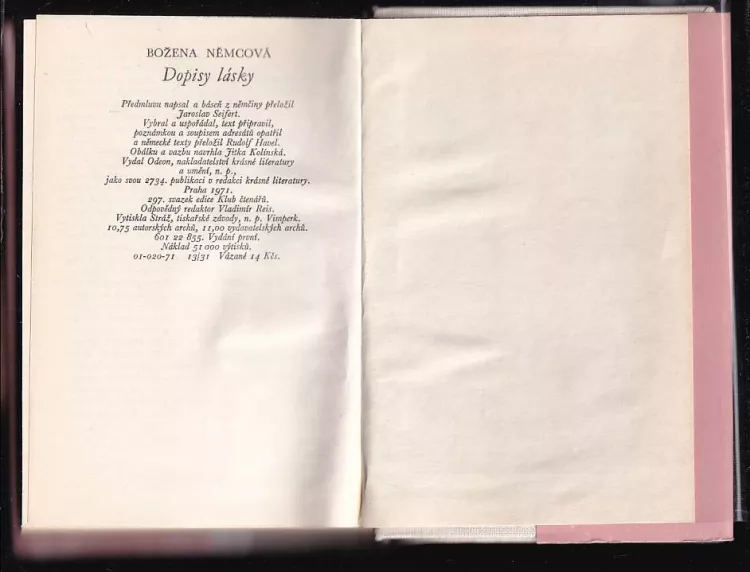 BOŽENA NĚMCOVÁ
Dopisy lásky
Předmluvu napsal a báseň z němčiny přeložil
Jaroslav Seifert.
Vybral a uspořádal, text připravil,
poznámkou a soupisem adresátů opatřil
a německé texty přeložil Rudolf Havel.
Obálku a vazbu navrhla Jitka Kolínská.
Vydal Odeon, nakladatelství krásné literatury
a umění, n. p.,
jako svou 2734. publikaci v redakci krásné literatury.
Praha 1971.
297. svazek edice Klub čtenářů.
Odpovědný redaktor Vladimír Reis.
Vytiskla Stráž, tiskařské závody, n. p. Vimperk.
10,75 autorských archů, 11,00 vydavatelských archů.
601 22 855. Vydání první.
Náklad 51 000 výtisků.
01-020-71 13/31 Vázané 14 Kčs.